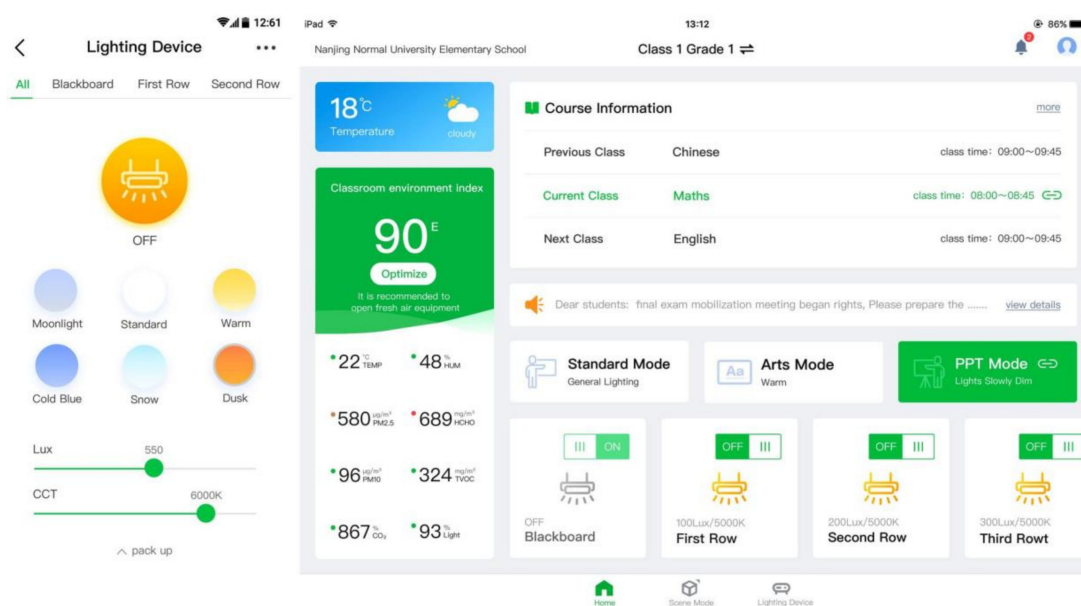 12:61
Lighting Device
All Blackboard First Row Second Row
OFF
Moonlight Standard Warm
Cold Blue Snow Dusk
Lux 550
CCT 6000K
pack up
iPad 13:12 86%
Nanjing Normal University Elementary School Class 1 Grade 1 2
18°C
Temperature cloudy
Classroom environment index
90 E
Optimize
It is recommended to
open fresh air equipment
22 °C TEMP 48 % HUM
580 ug/m³ PM2.5 689 mg/m³ HCHO
96 ug/m³ PM10 324 mg/m³ TVOC
867 % CO₂ 93 % Light
Course Information more
Previous Class Chinese class time: 09:00~09:45
Current Class Maths class time: 08:00~08:45
Next Class English class time: 09:00~09:45
Dear students: final exam mobilization meeting began rights, Please prepare the ...... view details
Standard Mode
General Lighting
Aa
Arts Mode
Warm
PPT Mode
Lights Slowly Dim
ON
OFF
Blackboard
OFF
100Lux/5000K
First Row
OFF
200Lux/5000K
Second Row
OFF
300Lux/5000K
Third Rowt
Home Scene Mode Lighting Device